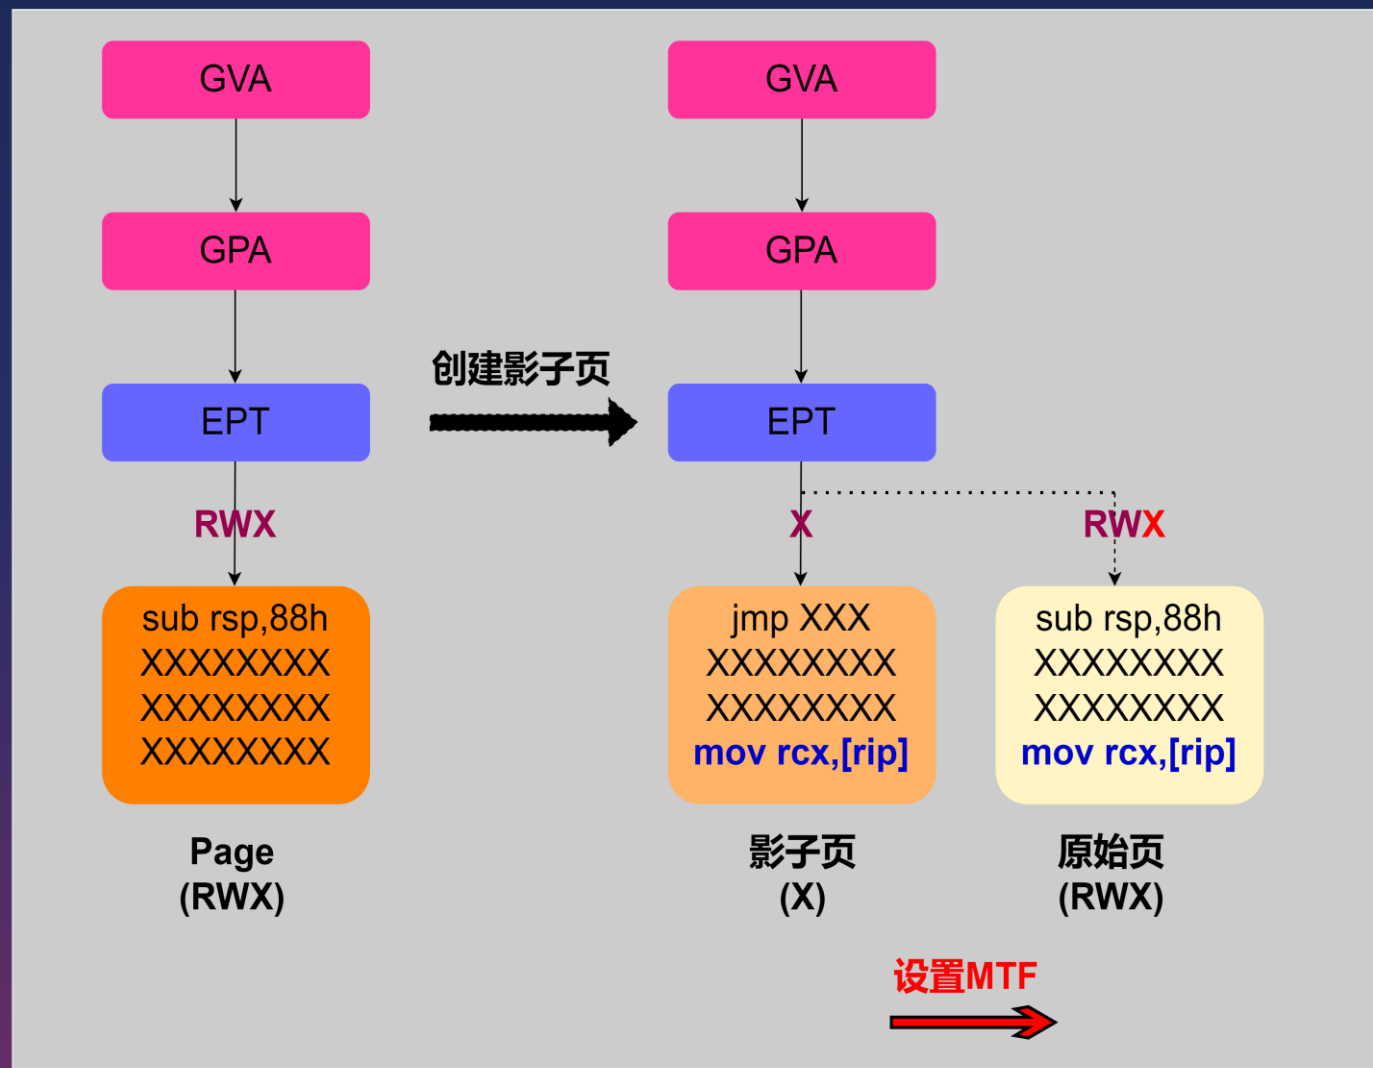 GVA
GPA
EPT
RWX
sub rsp,88h
XXXXXXXX
XXXXXXXX
XXXXXXXX
Page
(RWX)
创建影子页
GVA
GPA
EPT
X
jmp XXX
XXXXXXXX
XXXXXXXX
mov rcx,[rip]
影子页
(X)
RWX
sub rsp,88h
XXXXXXXX
XXXXXXXX
mov rcx,[rip]
原始页
(RWX)
设置MTF